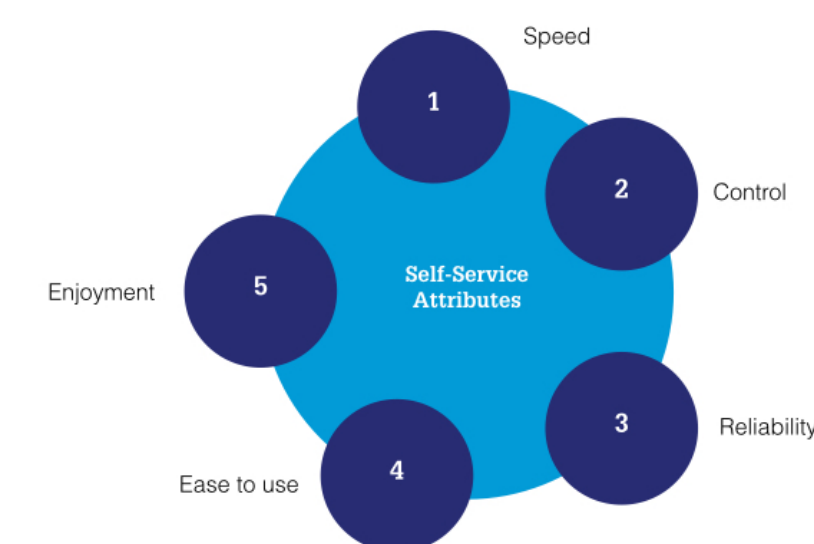 Speed
1
2
Control
Self-Service
Attributes
5
Enjoyment
3
Reliability
4
Ease to use